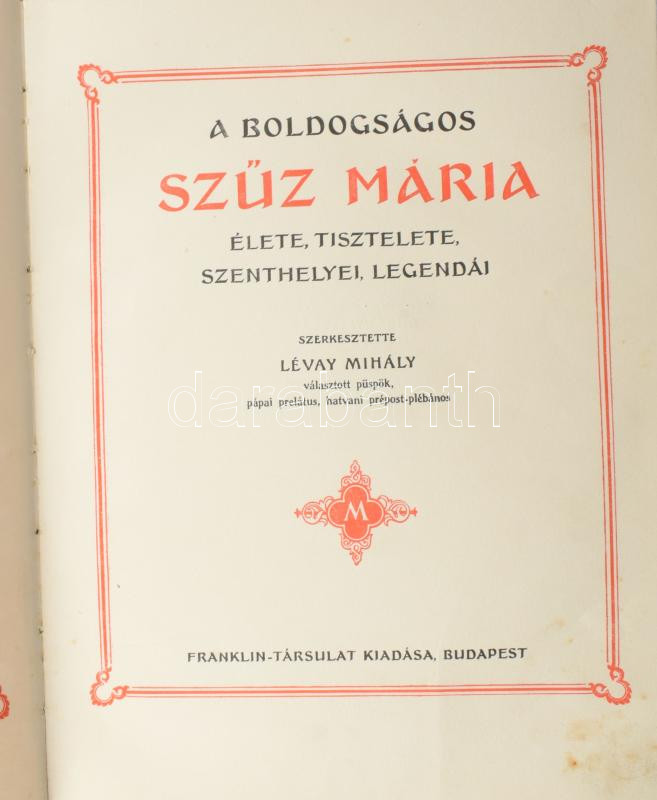 A BOLDOGSÁGOS
SZŰZ MÁRIA
ÉLETE, TISZTELETE,
SZENTHELYEI, LEGENDÁI
SZERKESZTETTE
LÉVAY MIHÁLY
választott püspök,
pápai prelátus, hatvani prépost-plébános
darabanth
M
FRANKLIN-TÁRSULAT KIADÁSA, BUDAPEST